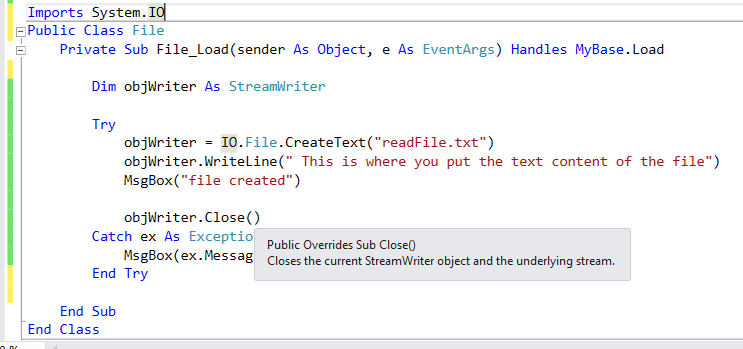 Imports System.IO
Public Class File
Private Sub File_Load(sender As Object, e As EventArgs) Handles MyBase.Load
Dim objWriter As StreamWriter
Try
objWriter = IO.File.CreateText("readFile.txt")
objWriter.WriteLine(" This is where you put the text content of the file")
MsgBox("file created")
objWriter.Close()
Catch ex As Exceptio
Public Overrides Sub Close()
MsgBox(ex.Messag
Closes the current StreamWriter object and the underlying stream.
End Try
End Sub
End Class